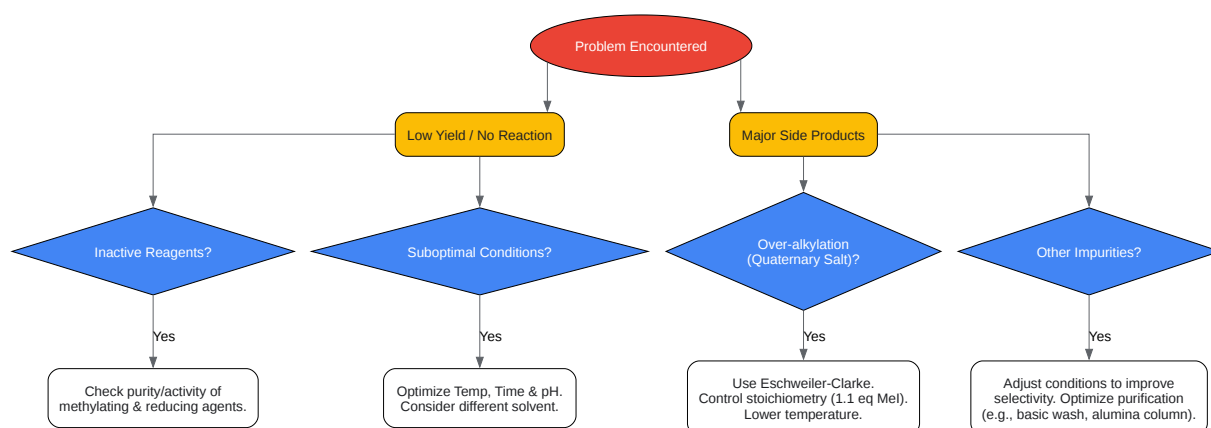 Problem Encountered
Low Yield / No Reaction
Major Side Products
Inactive Reagents?
Suboptimal Conditions?
Over-alkylation
(Quaternary Salt)?
Other Impurities?
Yes
Yes
Yes
Yes
Check purity/activity of
methylating & reducing agents.
Optimize Temp, Time & pH.
Consider different solvent.
Use Eschweiler-Clarke.
Control stoichiometry (1.1 eq MeI).
Lower temperature.
Adjust conditions to improve
selectivity. Optimize purification
(e.g., basic wash, alumina column).